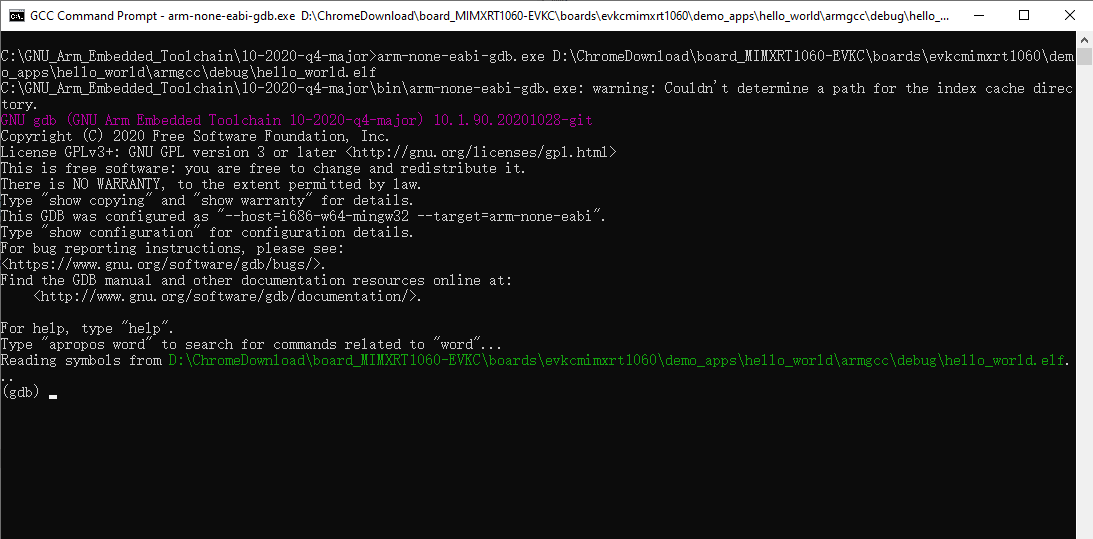 GCC Command Prompt - arm-none-eabi-gdb.exe D:\ChromeDownload\board_MIMXRT1060-EVKC\boards\evkcmimxrt1060\demo_apps\hello_world\armgcc\debug\hello_...
C:\GNU_Arm_Embedded_Toolchain\10-2020-q4-major>arm-none-eabi-gdb.exe D:\ChromeDownload\board_MIMXRT1060-EVKC\boards\evkcmimxrt1060\dem
o_apps\hello_world\armgcc\debug\hello_world.elf
C:\GNU_Arm_Embedded_Toolchain\10-2020-q4-major\bin\arm-none-eabi-gdb.exe: warning: Couldn't determine a path for the index cache direc
tory.
GNU gdb (GNU Arm Embedded Toolchain 10-2020-q4-major) 10.1.90.20201028-git
Copyright (C) 2020 Free Software Foundation, Inc.
License GPLv3+: GNU GPL version 3 or later <http://gnu.org/licenses/gpl.html>
This is free software: you are free to change and redistribute it.
There is NO WARRANTY, to the extent permitted by law.
Type "show copying" and "show warranty" for details.
This GDB was configured as "--host=i686-w64-mingw32 --target=arm-none-eabi".
Type "show configuration" for configuration details.
For bug reporting instructions, please see:
<https://www.gnu.org/software/gdb/bugs/>.
Find the GDB manual and other documentation resources online at:
    <http://www.gnu.org/software/gdb/documentation/>.
For help, type "help".
Type "apropos word" to search for commands related to "word"...
Reading symbols from D:\ChromeDownload\board_MIMXRT1060-EVKC\boards\evkcmimxrt1060\demo_apps\hello_world\armgcc\debug\hello_world.elf.
..
(gdb)